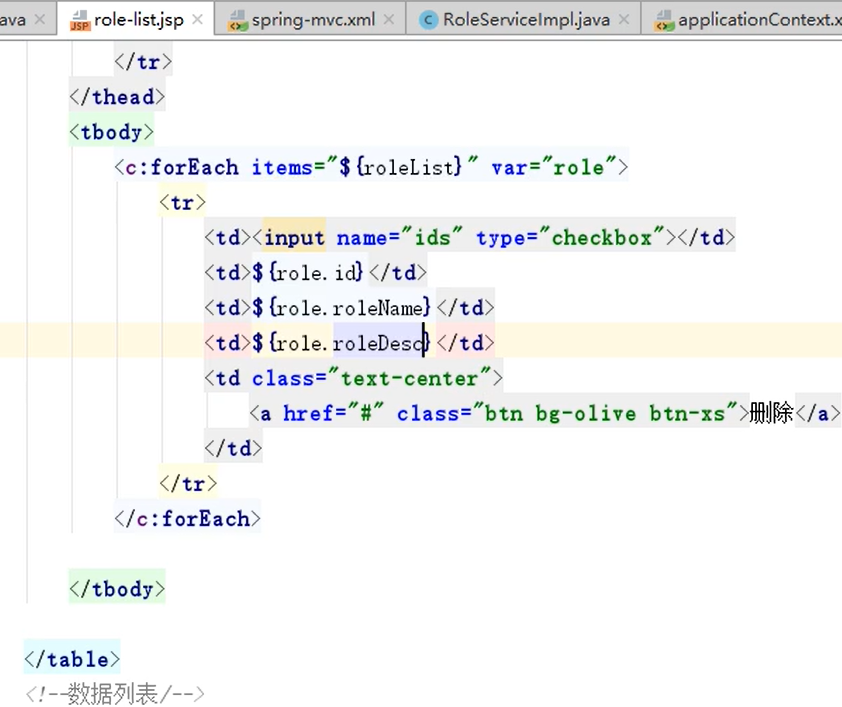 ava role-list.jsp spring-mvc.xml RoleServiceImpl.java applicationContext.x
</tr>
</thead>
<tbody>
<c:forEach items="${roleList}" var="role">
<tr>
<td><input name="ids" type="checkbox"></td>
<td>${role.id}</td>
<td>${role.roleName}</td>
<td>${role.roleDesc}</td>
<td class="text-center">
<a href="#" class="btn bg-olive btn-xs">删除</a>
</td>
</tr>
</c:forEach>
</tbody>
</table>
<!--数据列表/-->